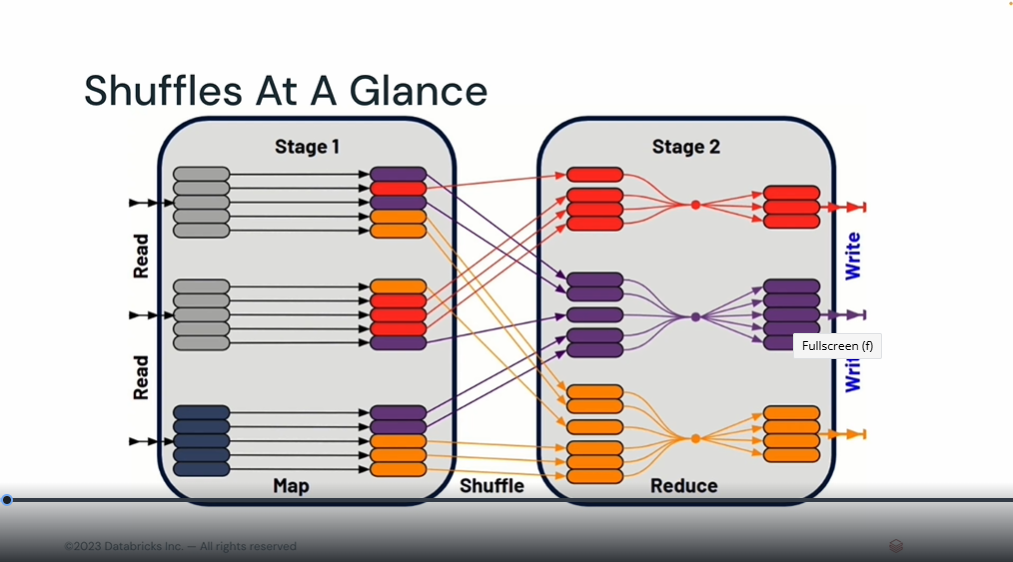 Shuffles At A Glance
Stage 1
Stage 2
Read
Read
Write
Fullscreen (f)
Map
Shuffle
Reduce
©2023 Databricks Inc. — All rights reserved